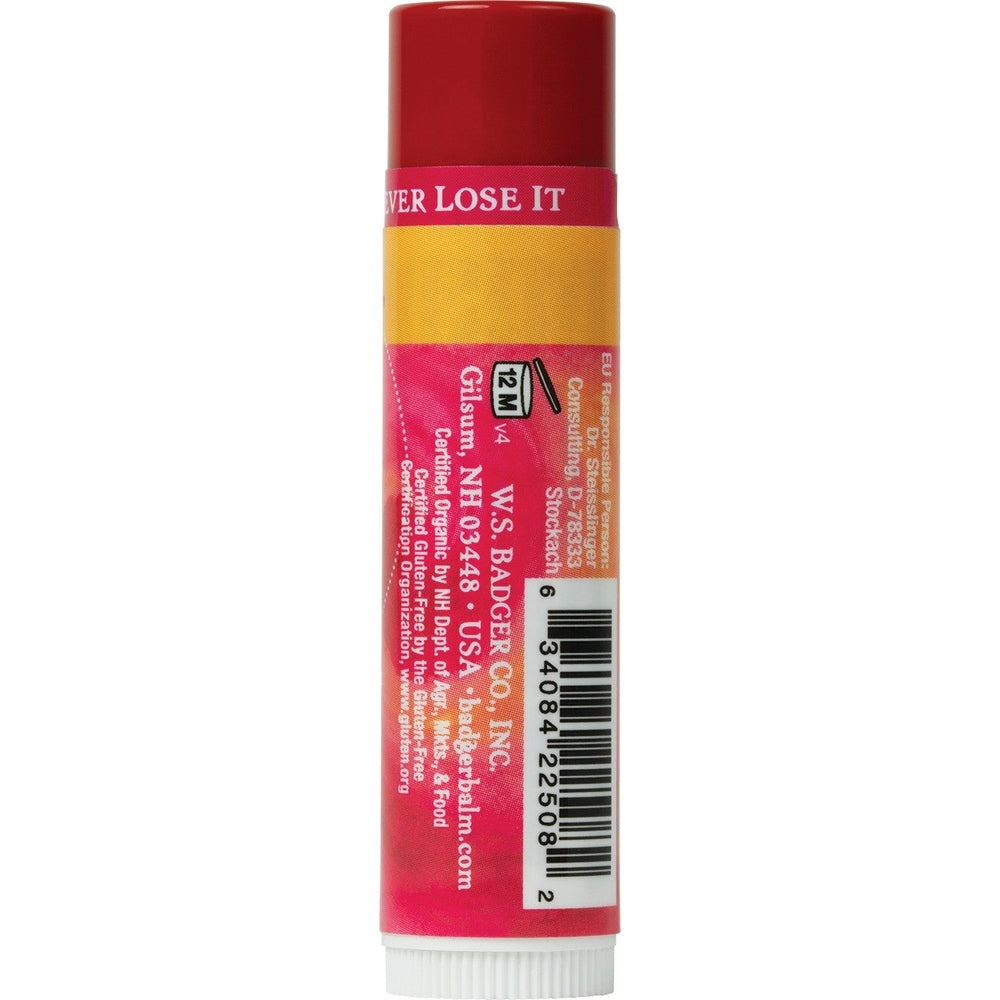 EVER LOSE IT
EU Responsible Person:
Dr. Steisslinger
Consulting, D-78333
Stockach
12 M
v4
W.S. BADGER CO., INC.
Gilsum, NH 03448 • USA • badgerbalm.com
Certified Organic by NH Dept. of Agr., Mkts., & Food
Certified Gluten-Free by the Gluten-Free
Certification Organization, www.gluten.org
6 34084 22508 2